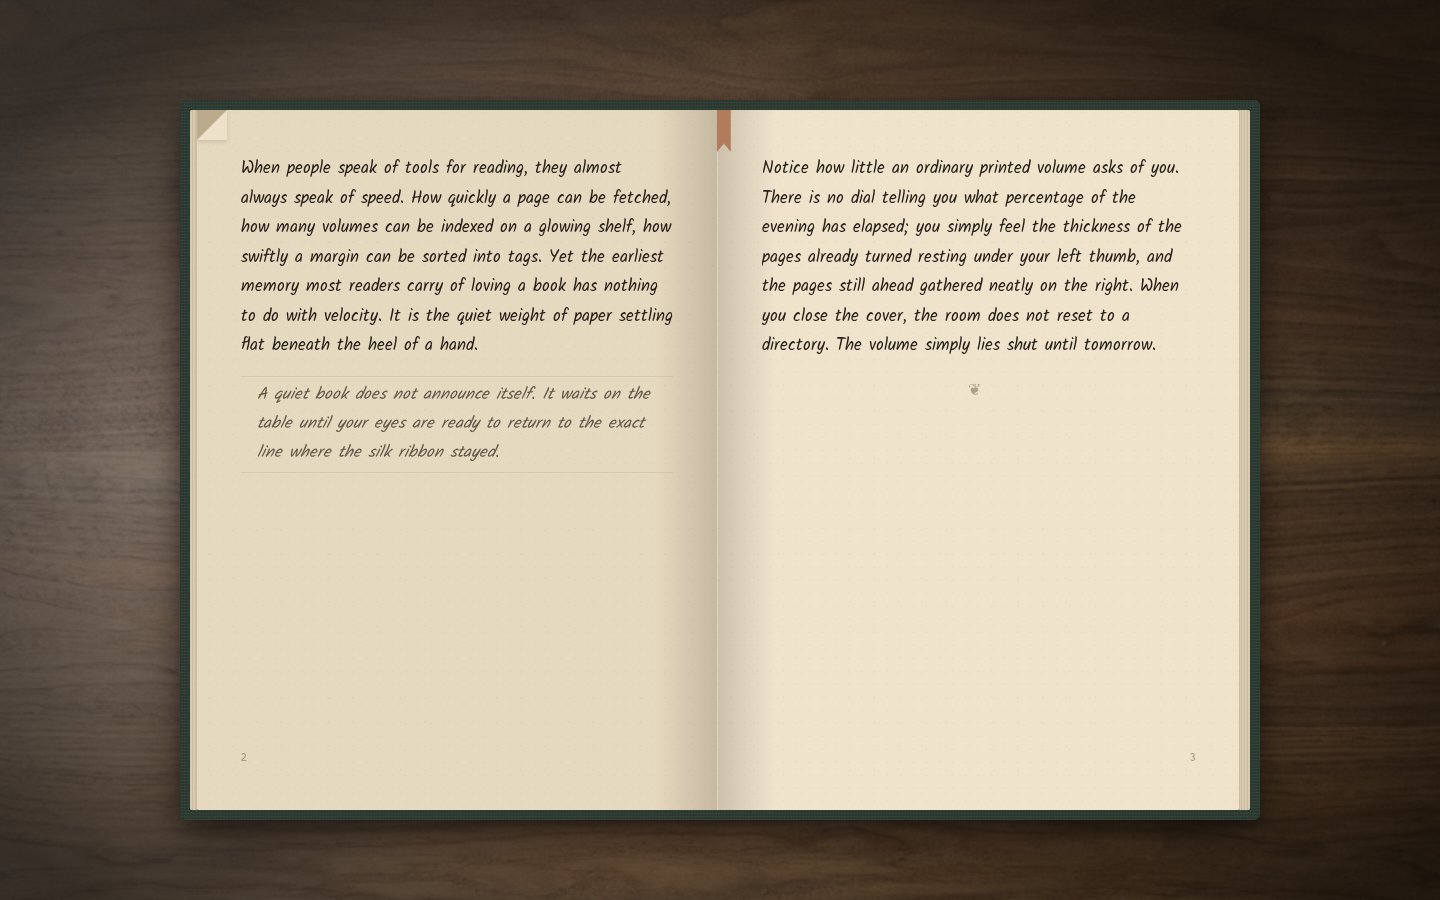 When people speak of tools for reading, they almost
always speak of speed. How quickly a page can be fetched,
how many volumes can be indexed on a glowing shelf, how
swiftly a margin can be sorted into tags. Yet the earliest
memory most readers carry of loving a book has nothing
to do with velocity. It is the quiet weight of paper settling
flat beneath the heel of a hand.
A quiet book does not announce itself. It waits on the
table until your eyes are ready to return to the exact
line where the silk ribbon stayed.
2
Notice how little an ordinary printed volume asks of you.
There is no dial telling you what percentage of the
evening has elapsed; you simply feel the thickness of the
pages already turned resting under your left thumb, and
the pages still ahead gathered neatly on the right. When
you close the cover, the room does not reset to a
directory. The volume simply lies shut until tomorrow.
❦
3